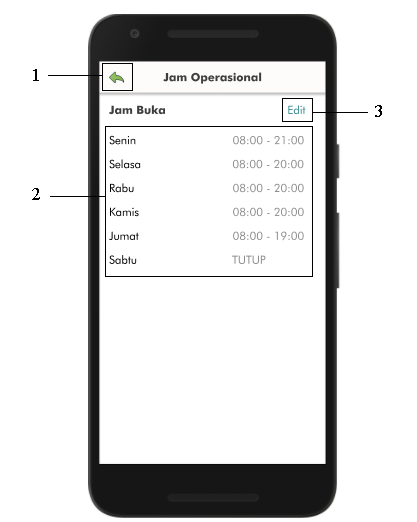 1
Jam Operasional
Jam Buka
Edit
3
2
Senin 08:00 - 21:00
Selasa 08:00 - 20:00
Rabu 08:00 - 20:00
Kamis 08:00 - 20:00
Jumat 08:00 - 19:00
Sabtu TUTUP